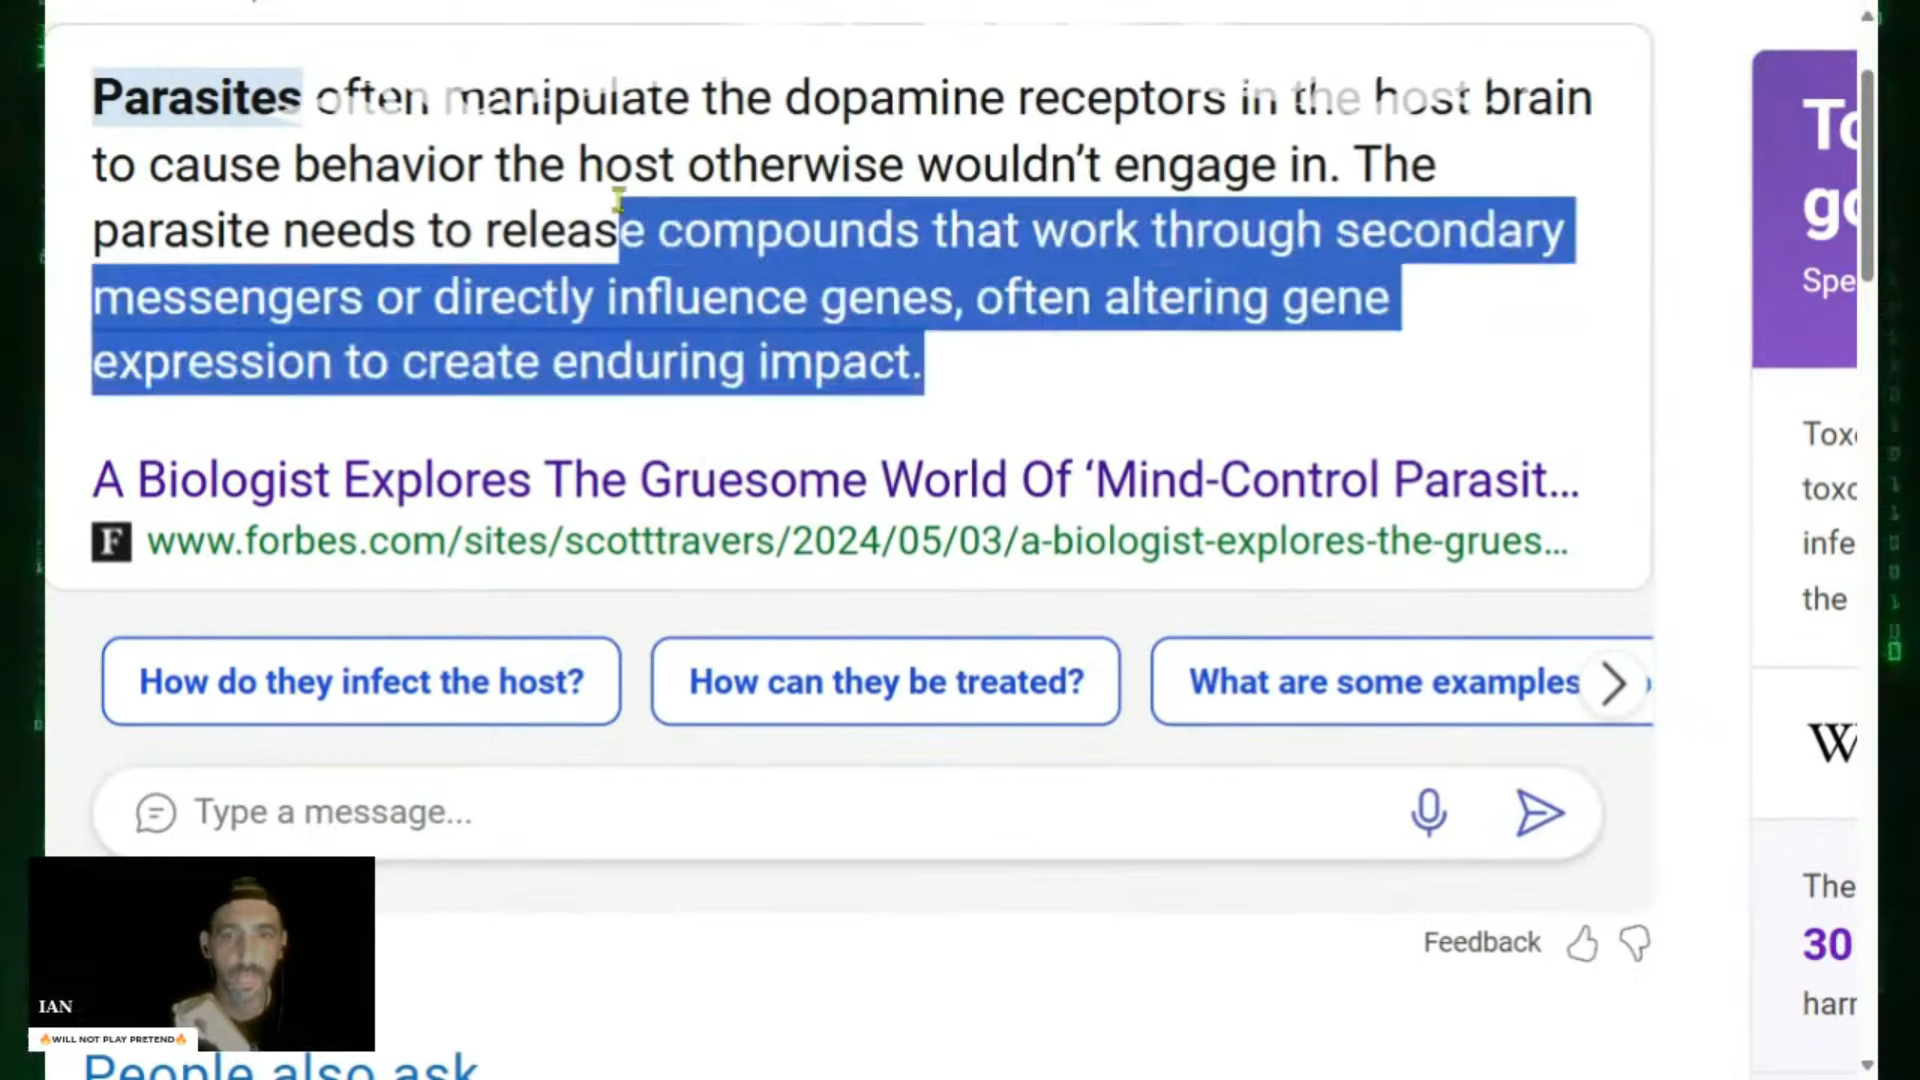 Parasites often manipulate the dopamine receptors in the host brain
to cause behavior the host otherwise wouldn’t engage in. The
parasite needs to release compounds that work through secondary
messengers or directly influence genes, often altering gene
expression to create enduring impact.
A Biologist Explores The Gruesome World Of ‘Mind-Control Parasit...
F www.forbes.com/sites/scotttravers/2024/05/03/a-biologist-explores-the-grues...
How do they infect the host?
How can they be treated?
What are some examples
Type a message...
Feedback
IAN
🔥WILL NOT PLAY PRETEND🔥
People also ask
Spe
infe
the
W
The
30